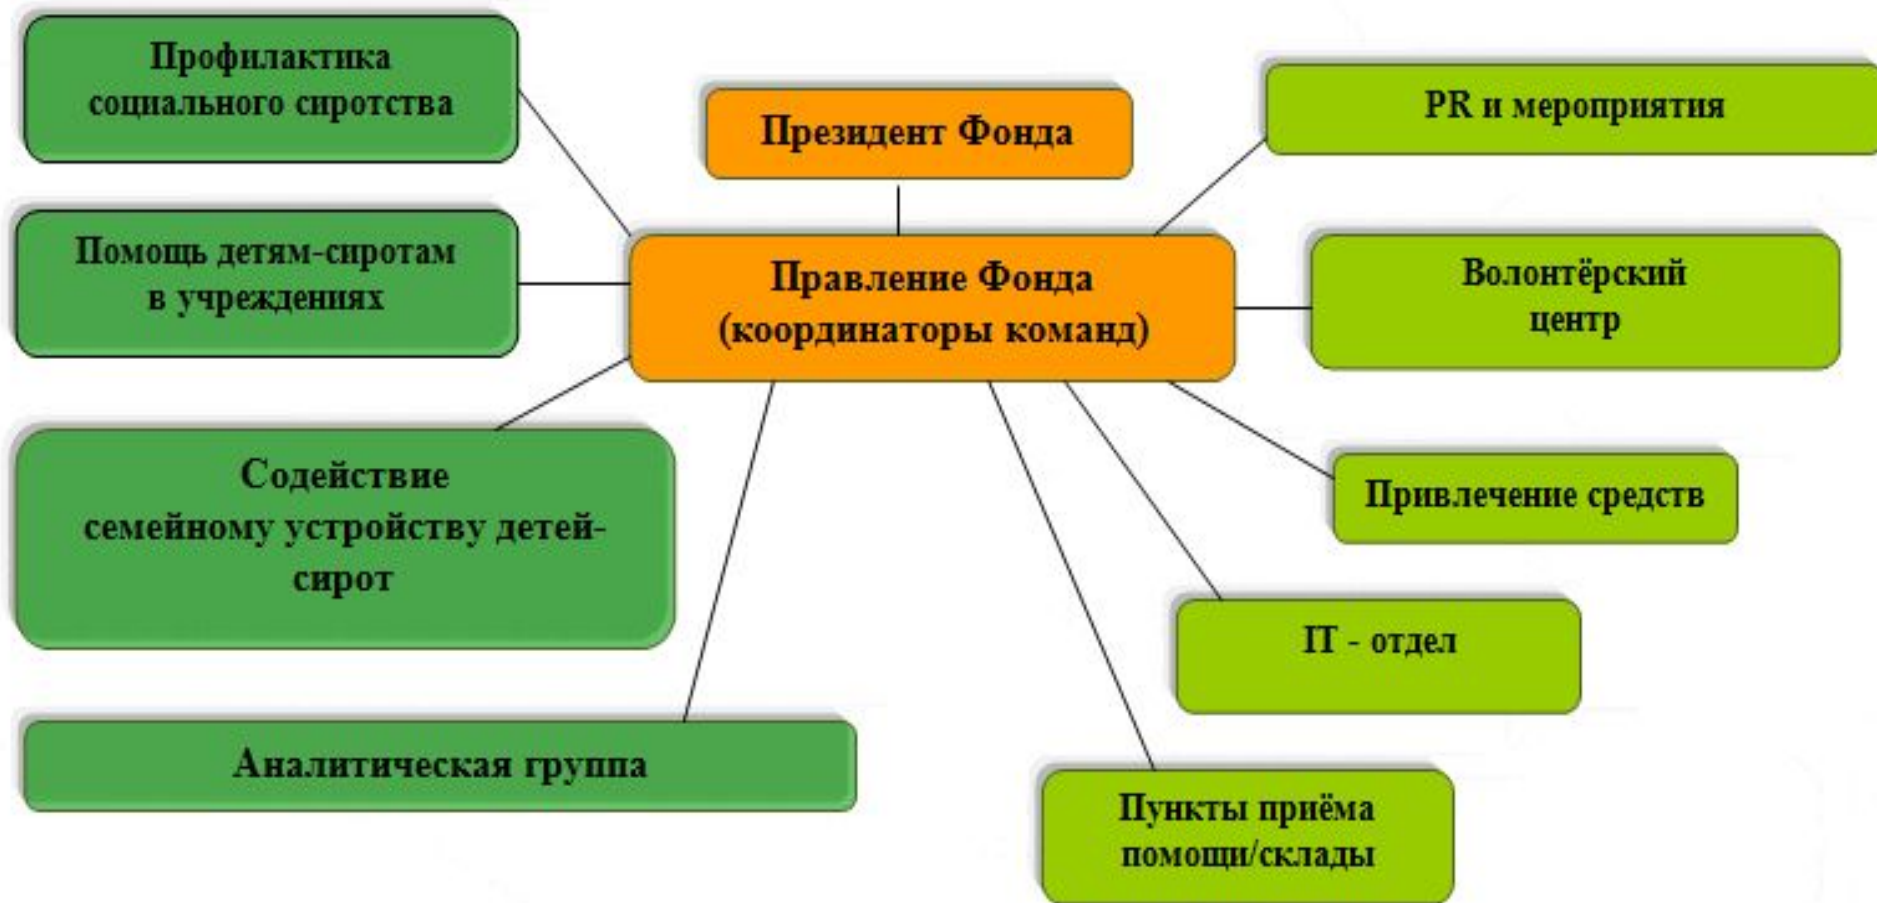 Профилактика
социального сиротства
Президент Фонда
PR и мероприятия
Помощь детям-сиротам
в учреждениях
Правление Фонда
(координаторы команд)
Волонтёрский
центр
Содействие
семейному устройству детей-
сирот
Привлечение средств
IT - отдел
Аналитическая группа
Пункты приёма
помощи/склады